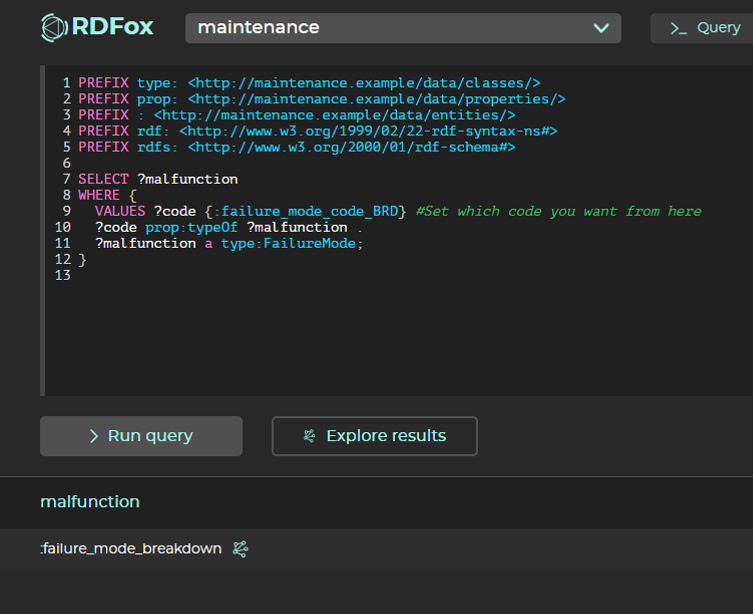 RDFox
maintenance
>_ Query
1 PREFIX type: <http://maintenance.example/data/classes/>
2 PREFIX prop: <http://maintenance.example/data/properties/>
3 PREFIX : <http://maintenance.example/data/entities/>
4 PREFIX rdf: <http://www.w3.org/1999/02/22-rdf-syntax-ns#>
5 PREFIX rdfs: <http://www.w3.org/2000/01/rdf-schema#>
6
7 SELECT ?malfunction
8 WHERE {
9   VALUES ?code {:failure_mode_code_BRD} #Set which code you want from here
10   ?code prop:typeOf ?malfunction .
11   ?malfunction a type:FailureMode;
12 }
13
Run query
Explore results
malfunction
:failure_mode_breakdown